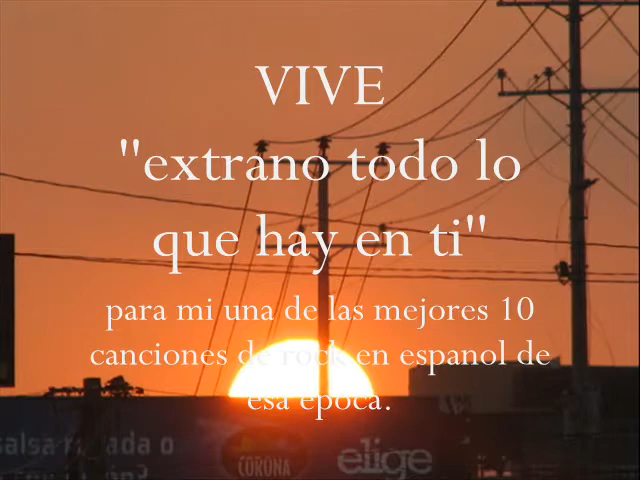 VIVE
"extrano todo lo
que hay en ti"
para mi una de las mejores 10
canciones de rock en espanol de
esa epoca.
salsa o
CORONA
elige